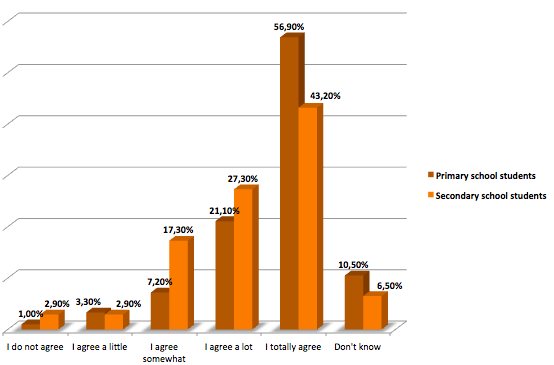 56,90%
43,20%
27,30%
21,10%
17,30%
10,50%
7,20%
6,50%
3,30%
2,90%
2,90%
1,00%
Primary school students
Secondary school students
I do not agree
I agree a little
I agree
somewhat
I agree a lot
I totally agree
Don't know